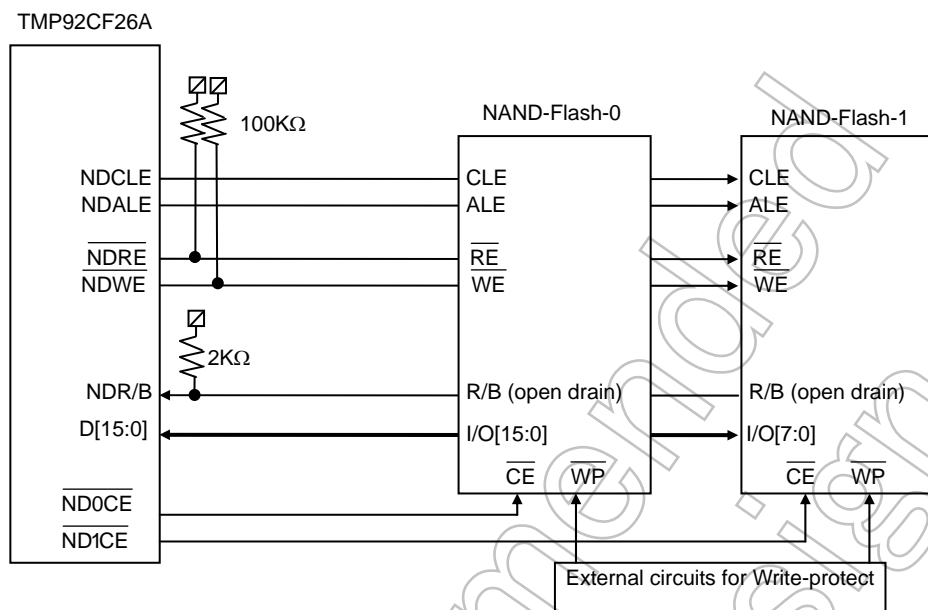 TMP92CF26A
NAND-Flash-0
NAND-Flash-1
100KΩ
NDCLE
CLE
CLE
NDALE
ALE
ALE
NDRE
RE
RE
NDWE
WE
WE
2KΩ
NDR/B
R/B (open drain)
R/B (open drain)
D[15:0]
I/O[15:0]
I/O[7:0]
CE
WP
CE
WP
ND0CE
ND1CE
External circuits for Write-protect
mended
esign